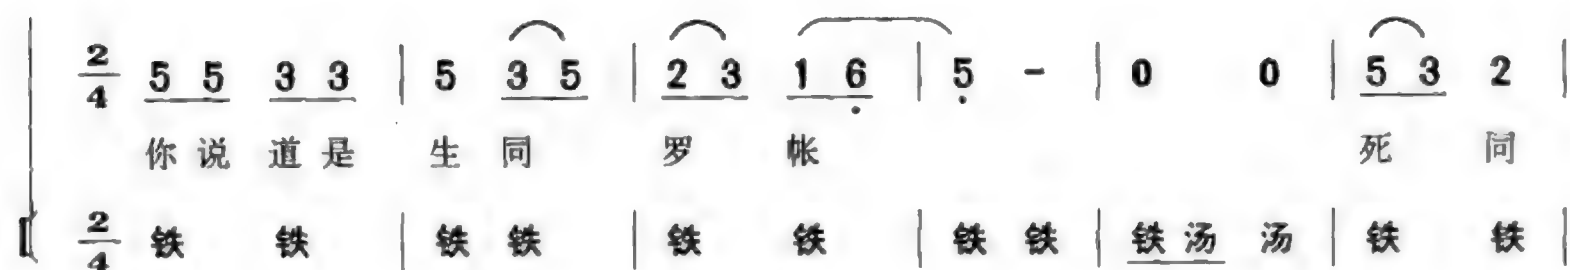 2/4 5 5 3 3 | 5 3 5 | 2 3 1 6̣ | 5̣ - | 0 0 | 5 3 2 |
你说 道是 生 同 罗 帐 死 同
2/4 铁 铁 | 铁 铁 | 铁 铁 | 铁 铁 | 铁汤 汤 | 铁 铁 |